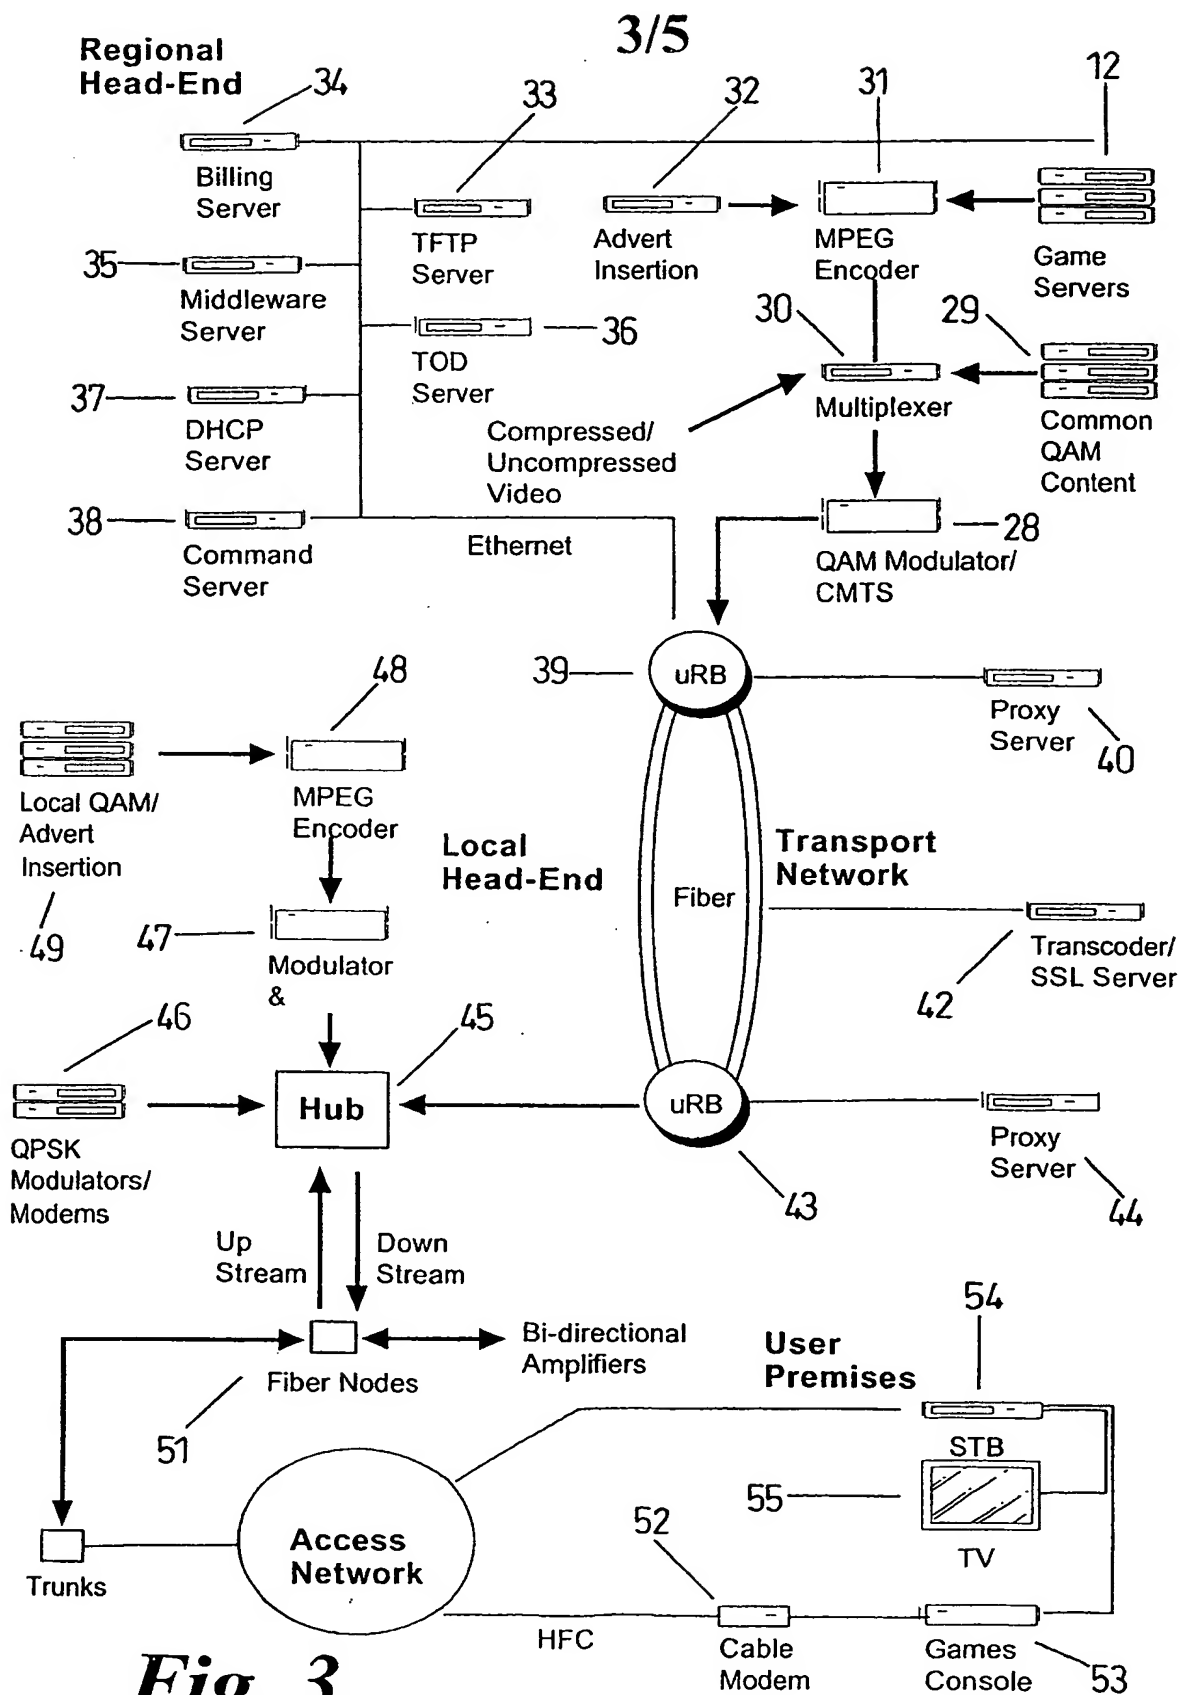 3/5
Regional
Head-End
34
33
32
31
12
Billing
Server
TFTP
Server
Advert
Insertion
MPEG
Encoder
Game
Servers
35
Middleware
Server
36
TOD
Server
30
29
Multiplexer
Common
QAM
Content
37
DHCP
Server
Compressed/
Uncompressed
Video
38
Command
Server
Ethernet
28
QAM Modulator/
CMTS
39
uRB
Proxy
Server
40
48
Local QAM/
Advert
Insertion
49
MPEG
Encoder
Local
Head-End
Transport
Network
Fiber
47
Modulator
&
Transcoder/
SSL Server
42
46
45
Hub
uRB
QPSK
Modulators/
Modems
Proxy
Server
43
44
Up
Stream
Down
Stream
54
Bi-directional
Amplifiers
User
Premises
Fiber Nodes
51
STB
55
TV
Access
Network
52
Trunks
HFC
Cable
Modem
Games
Console
53
Fig. 3